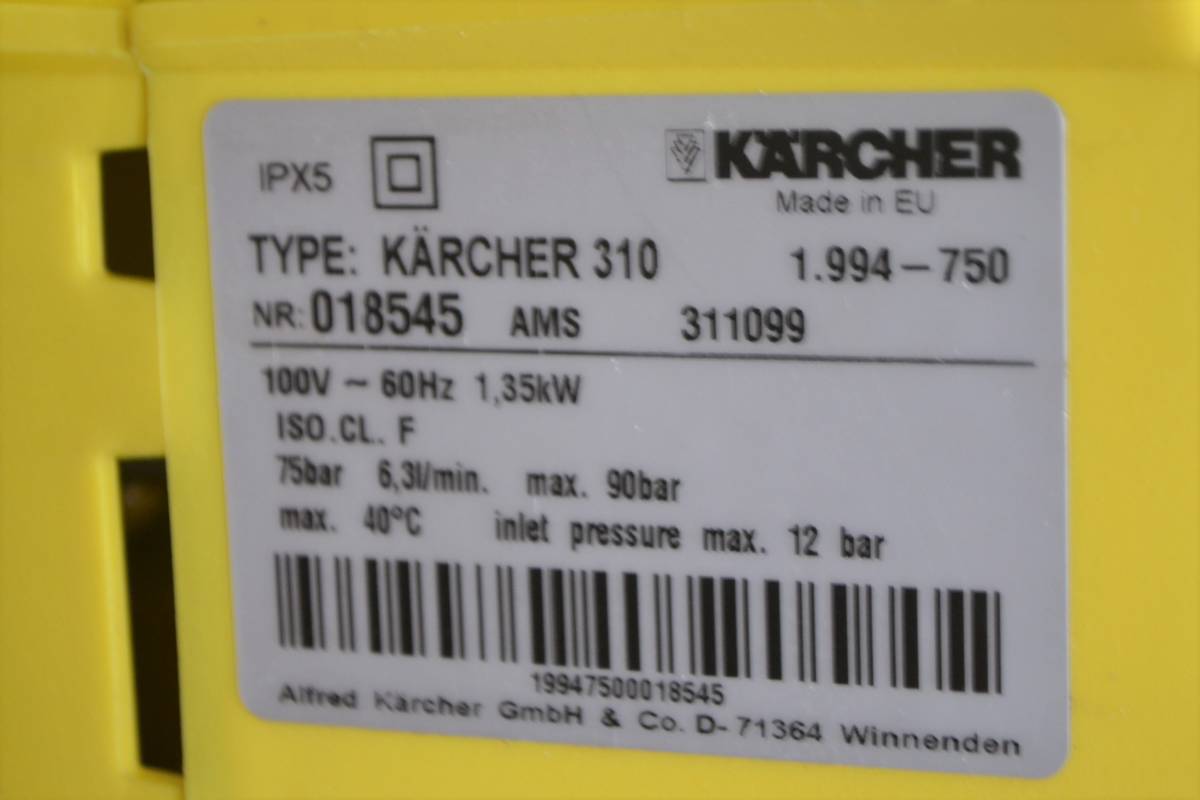 IPX5
KÄRCHER
Made in EU
TYPE: KÄRCHER 310 1.994-750
NR: 018545 AMS 311099
100V ~ 60Hz 1,35kW
ISO.CL. F
75bar 6,3l/min. max. 90bar
max. 40°C inlet pressure max. 12 bar
19947500018545
Alfred Kärcher GmbH & Co. D-71364 Winnenden